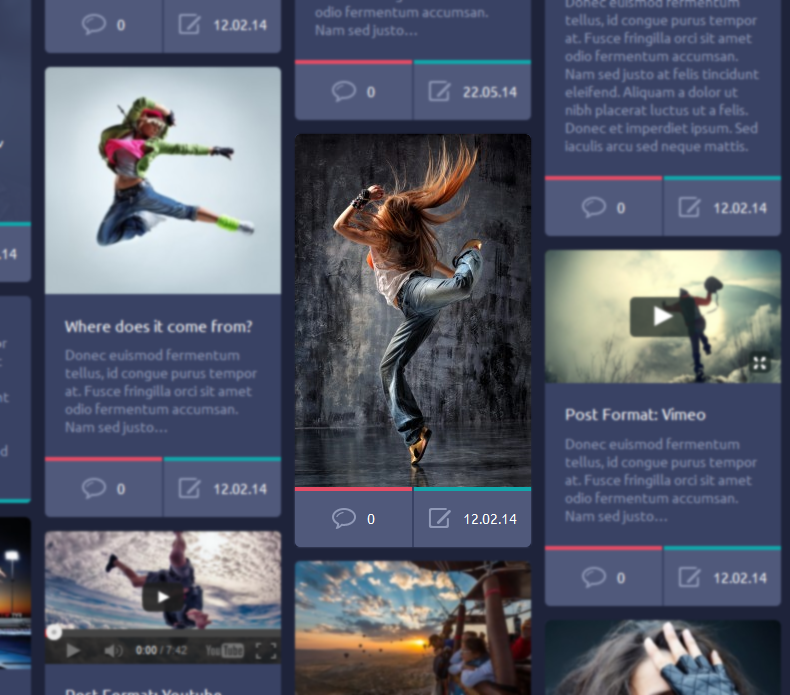 .14
0
12.02.14
Where does it come from?
Donec euismod fermentum
tellus, id congue purus tempor
at. Fusce fringilla orci sit amet
odio fermentum accumsan.
Nam sed justo...
0
12.02.14
0:00 / 7:42
YouTube
Post Format: Youtube
odio fermentum accumsan.
Nam sed justo...
0
22.05.14
0
12.02.14
Donec euismod fermentum
tellus, id congue purus tempor
at. Fusce fringilla orci sit amet
odio fermentum accumsan.
Nam sed justo at felis tincidunt
eleifend. Aliquam a dolor ut
nibh placerat luctus ut a felis.
Donec et imperdiet ipsum. Sed
iaculis arcu sed neque mattis.
0
12.02.14
Post Format: Vimeo
Donec euismod fermentum
tellus, id congue purus tempor
at. Fusce fringilla orci sit amet
odio fermentum accumsan.
Nam sed justo...
0
12.02.14